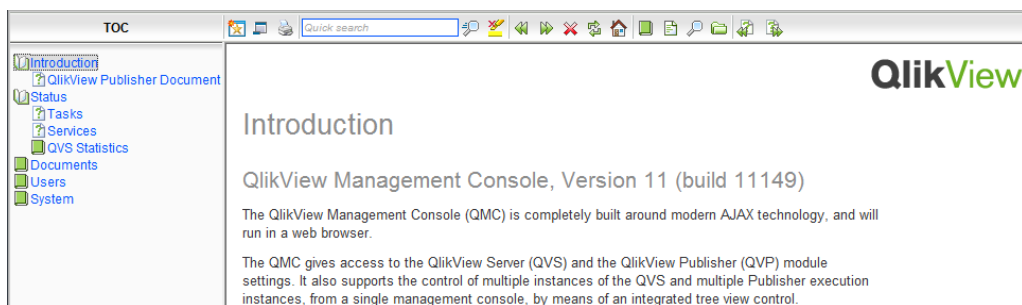 TOC
Quick search
Introduction
QlikView Publisher Document
Status
Tasks
Services
QVS Statistics
Documents
Users
System
QlikView
Introduction
QlikView Management Console, Version 11 (build 11149)
The QlikView Management Console (QMC) is completely built around modern AJAX technology, and will
run in a web browser.
The QMC gives access to the QlikView Server (QVS) and the QlikView Publisher (QVP) module
settings. It also supports the control of multiple instances of the QVS and multiple Publisher execution
instances, from a single management console, by means of an integrated tree view control.